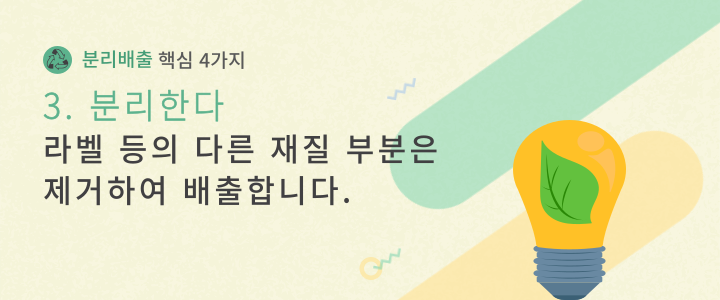 분리배출 핵심 4가지
3. 분리한다
라벨 등의 다른 재질 부분은
제거하여 배출합니다.